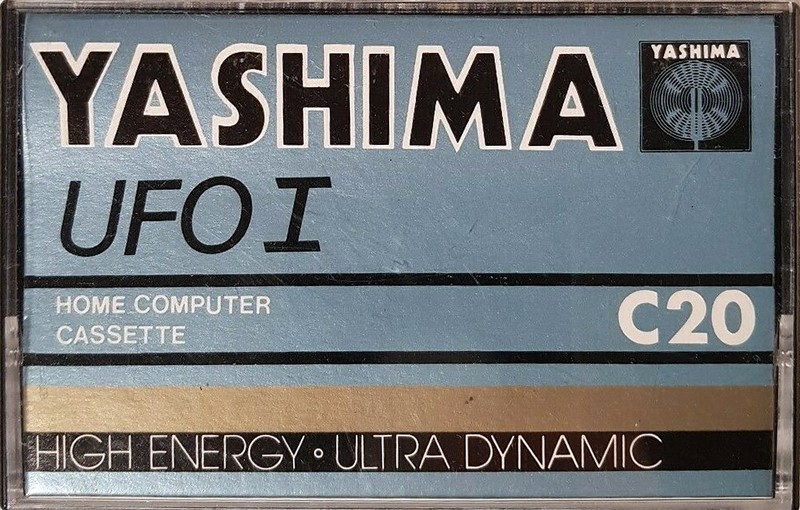 YASHIMA
YASHIMA
UFO I
HOME COMPUTER
CASSETTE
C20
HIGH ENERGY • ULTRA DYNAMIC